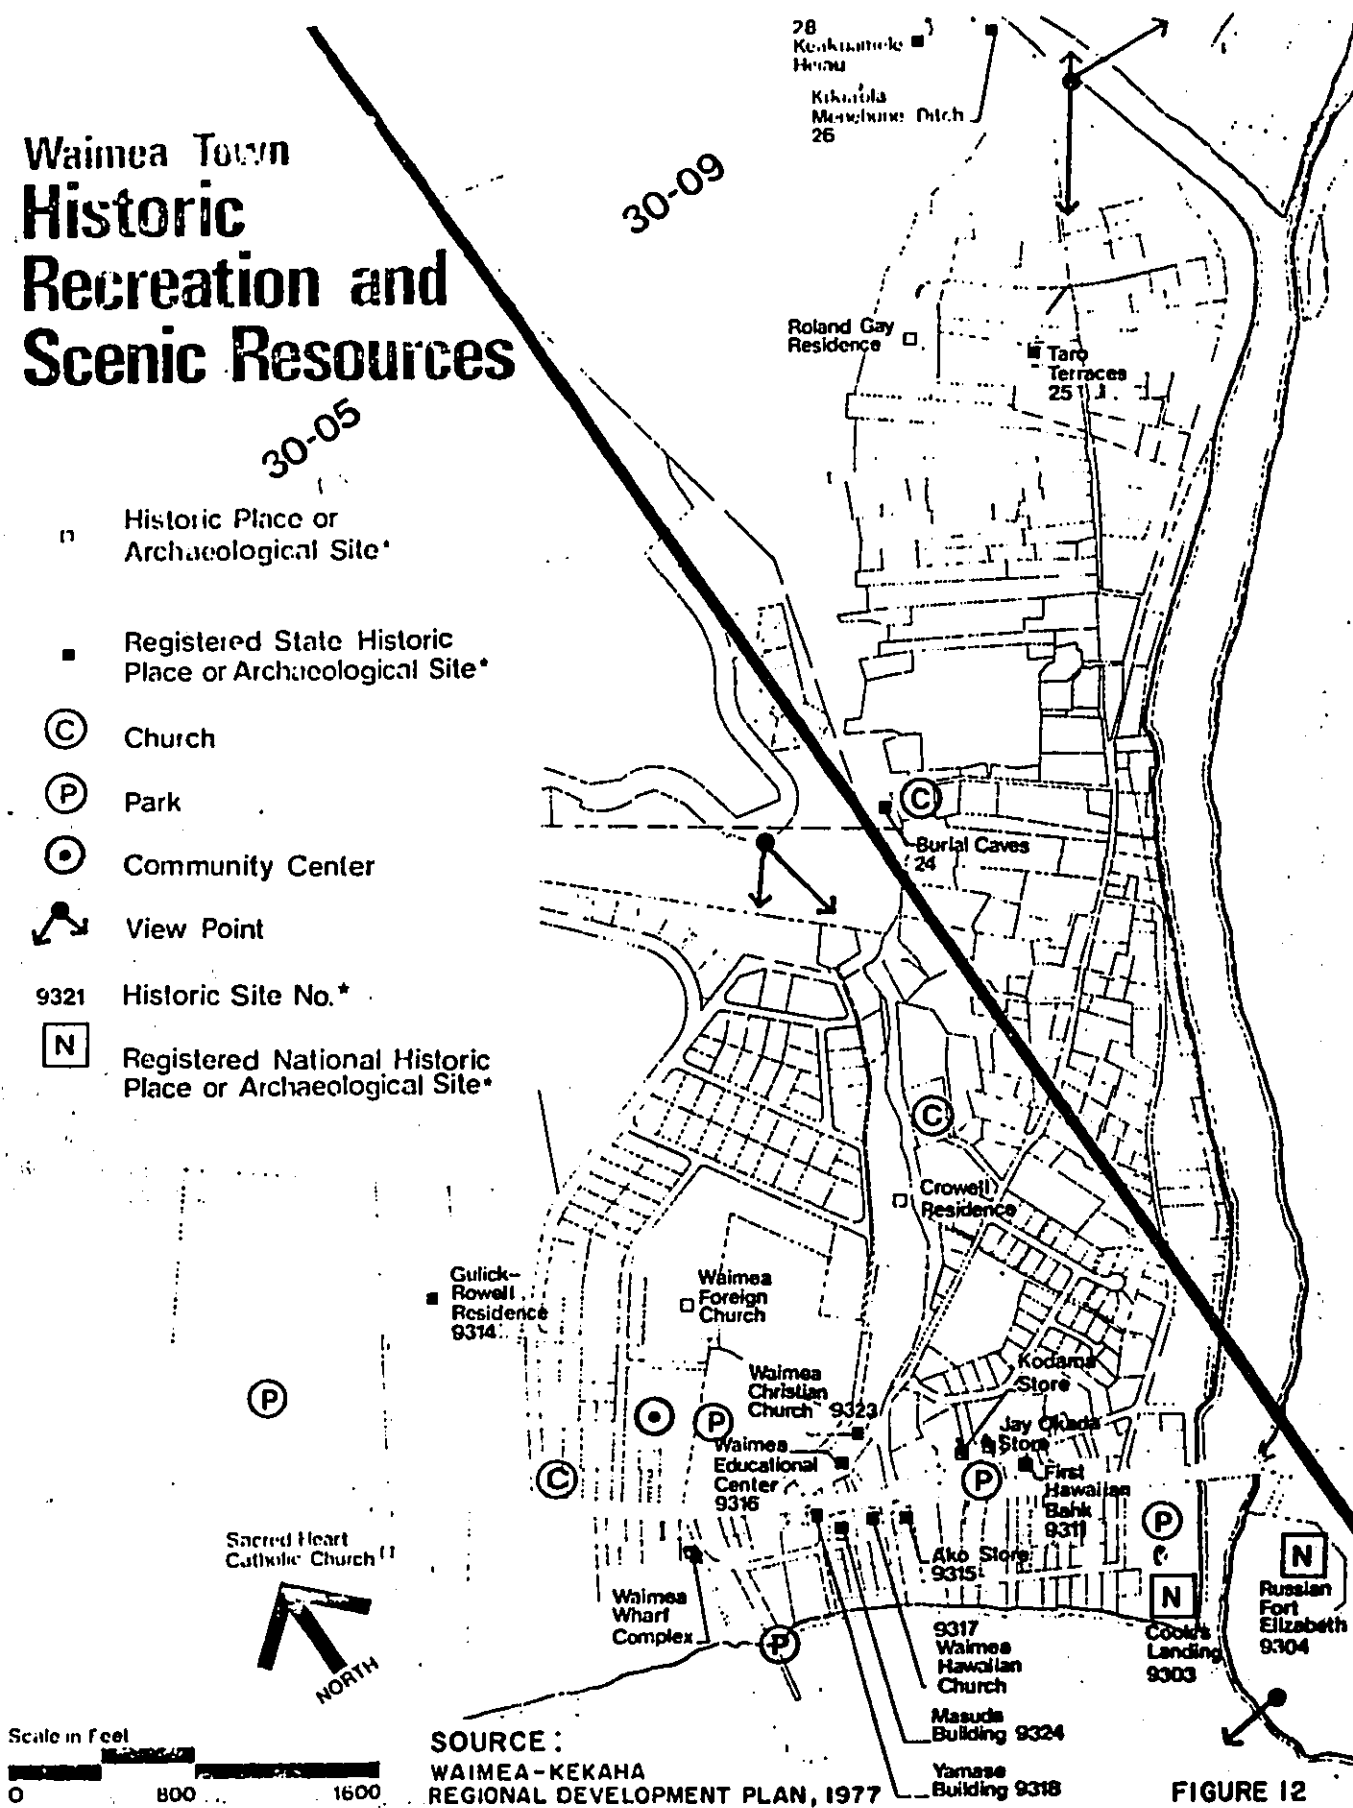 28
Heiau
Menehune Ditch
26
Waimea Town
Historic
Recreation and
Scenic Resources
30-09
30-05
Roland Gay
Residence
Taro
Terraces
25
Historic Place or
Archaeological Site*
Registered State Historic
Place or Archaeological Site*
C Church
P Park
Community Center
View Point
9321 Historic Site No.*
N Registered National Historic
Place or Archaeological Site*
C
Burial Caves
24
C
Crowell
Residence
Gulick-
Rowell
Residence
9314
Waimea
Foreign
Church
P
Waimea
Christian
Church 9323
P
Kodama
Store
Jay Okada
Store
Waimea
Educational
Center
9316
C
P
First
Hawaiian
Bank
9311
P
Sacred Heart
Catholic Church
Ako Store
9315
N
Russian
Fort
Elizabeth
9304
N
Cook's
Landing
9303
Waimea
Wharf
Complex
P
9317
Waimea
Hawaiian
Church
Masuda
Building 9324
Yamase
Building 9318
NORTH
Scale in Feet
0 800 1600
SOURCE:
WAIMEA-KEKAHA
REGIONAL DEVELOPMENT PLAN, 1977
FIGURE 12